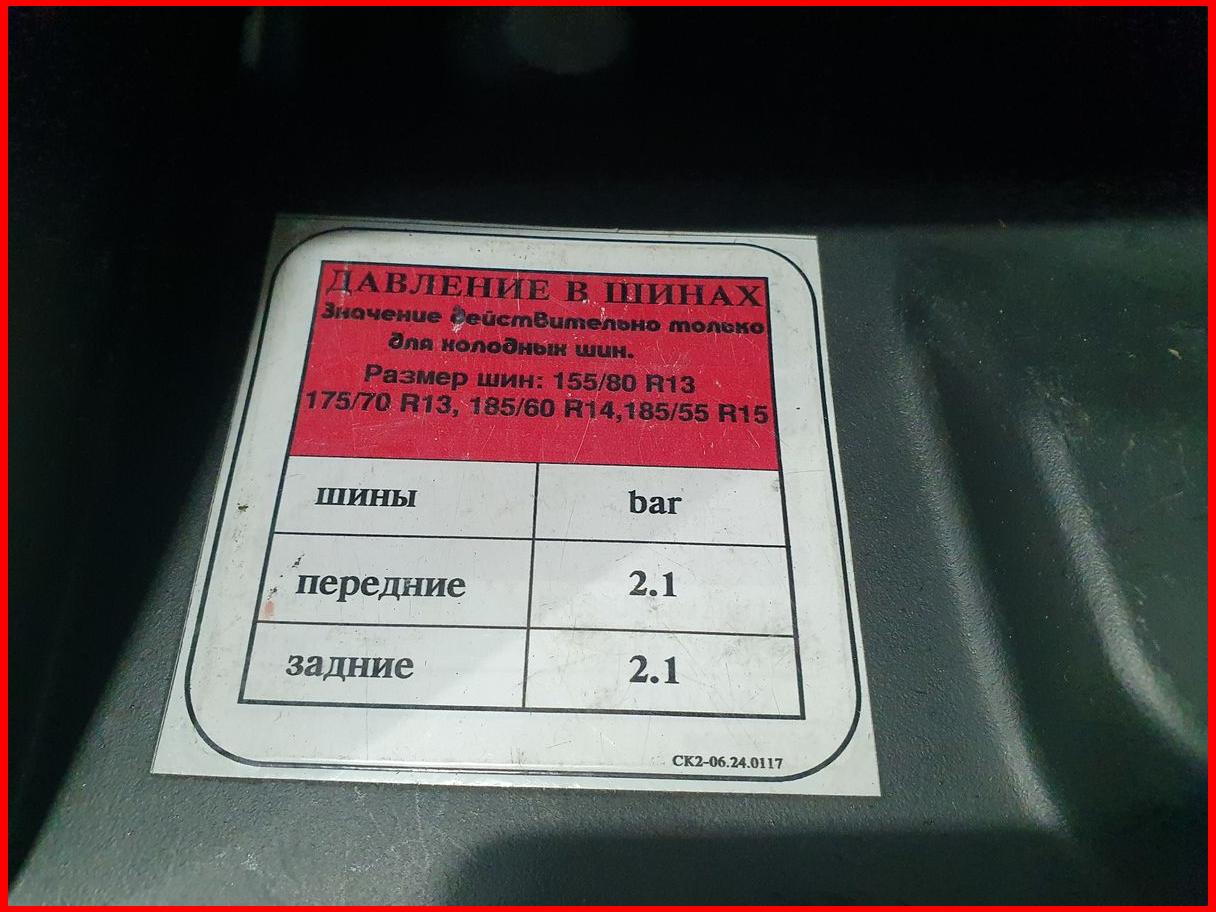 ДАВЛЕНИЕ В ШИНАХ
Значение действительно только
для холодных шин.
Размер шин: 155/80 R13
175/70 R13, 185/60 R14,185/55 R15
шины bar
передние 2.1
задние 2.1
СК2-06.24.0117